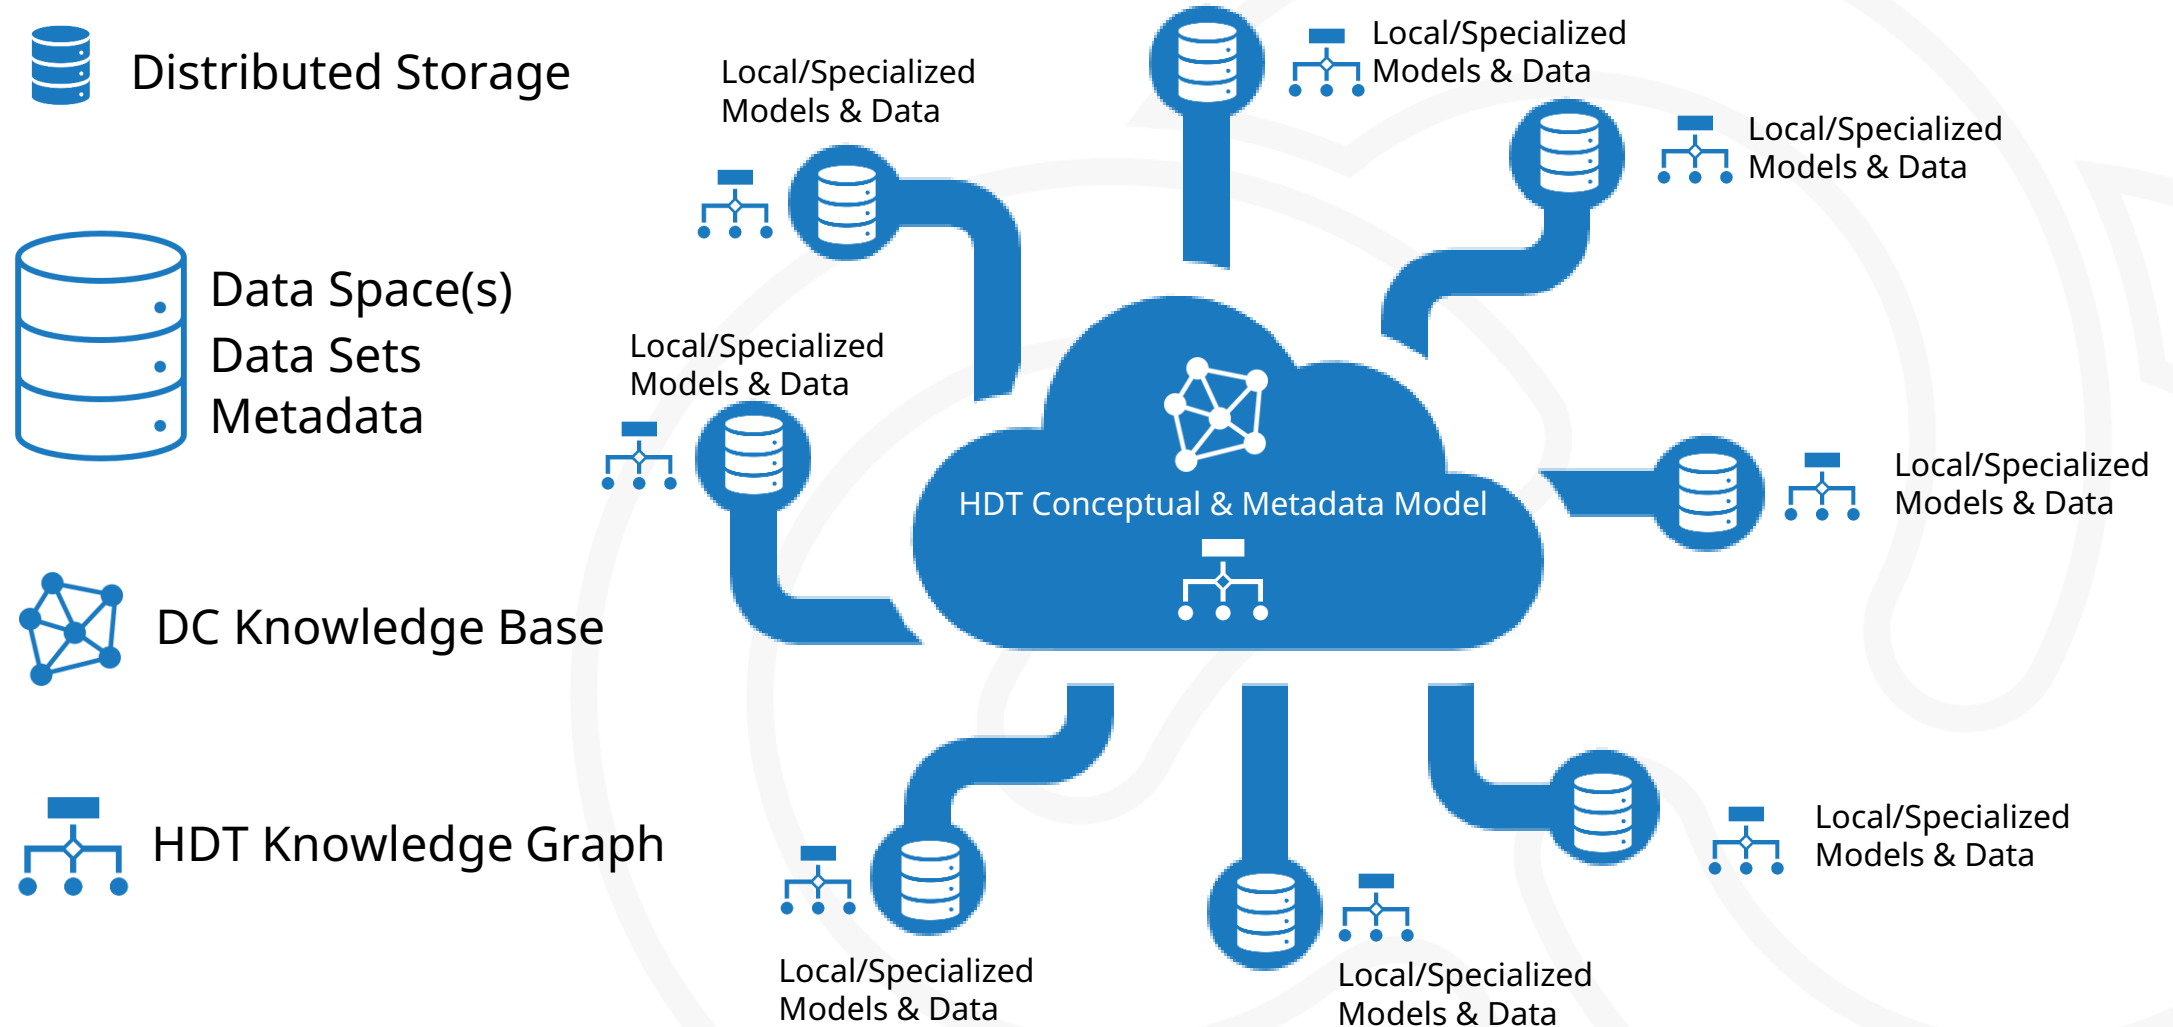 Distributed Storage
Data Space(s)
Data Sets
Metadata
DC Knowledge Base
HDT Knowledge Graph
Local/Specialized
Models & Data
Local/Specialized
Models & Data
Local/Specialized
Models & Data
Local/Specialized
Models & Data
Local/Specialized
Models & Data
HDT Conceptual & Metadata Model
Local/Specialized
Models & Data
Local/Specialized
Models & Data
Local/Specialized
Models & Data